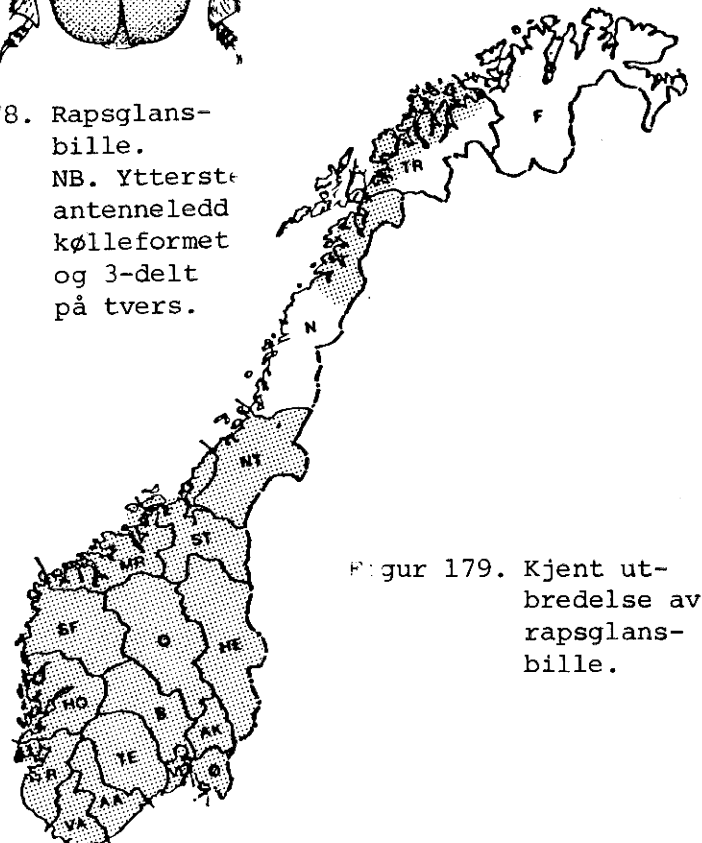 8. Rapsglans-
bille.
NB. Ytterste
antenneledd
kølleformet
og 3-delt
på tvers.
F
TR
N
NT
ST
MR
SF
O
HE
HO
B
AK
TE
R
V
Ø
AA
VA
Figur 179. Kjent ut-
bredelse av
rapsglans-
bille.